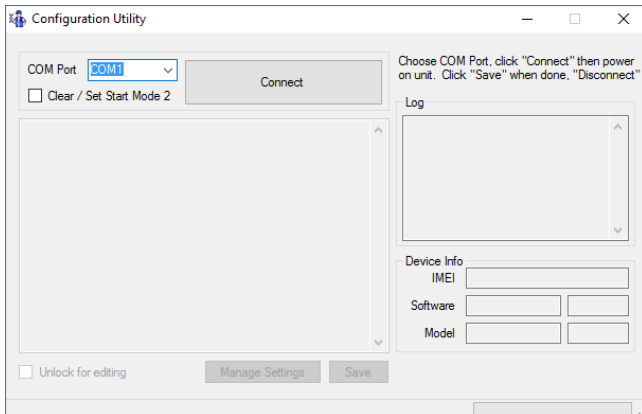 Configuration Utility
COM Port COM1
Connect
Clear / Set Start Mode 2
Choose COM Port, click "Connect" then power
on unit. Click "Save" when done, "Disconnect"
Log
Device Info
IMEI
Software
Model
Unlock for editing
Manage Settings
Save